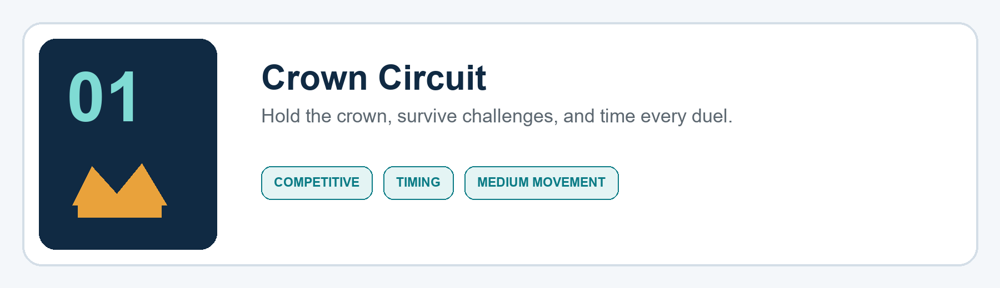 01
Crown Circuit
Hold the crown, survive challenges, and time every duel.
COMPETITIVE TIMING MEDIUM MOVEMENT